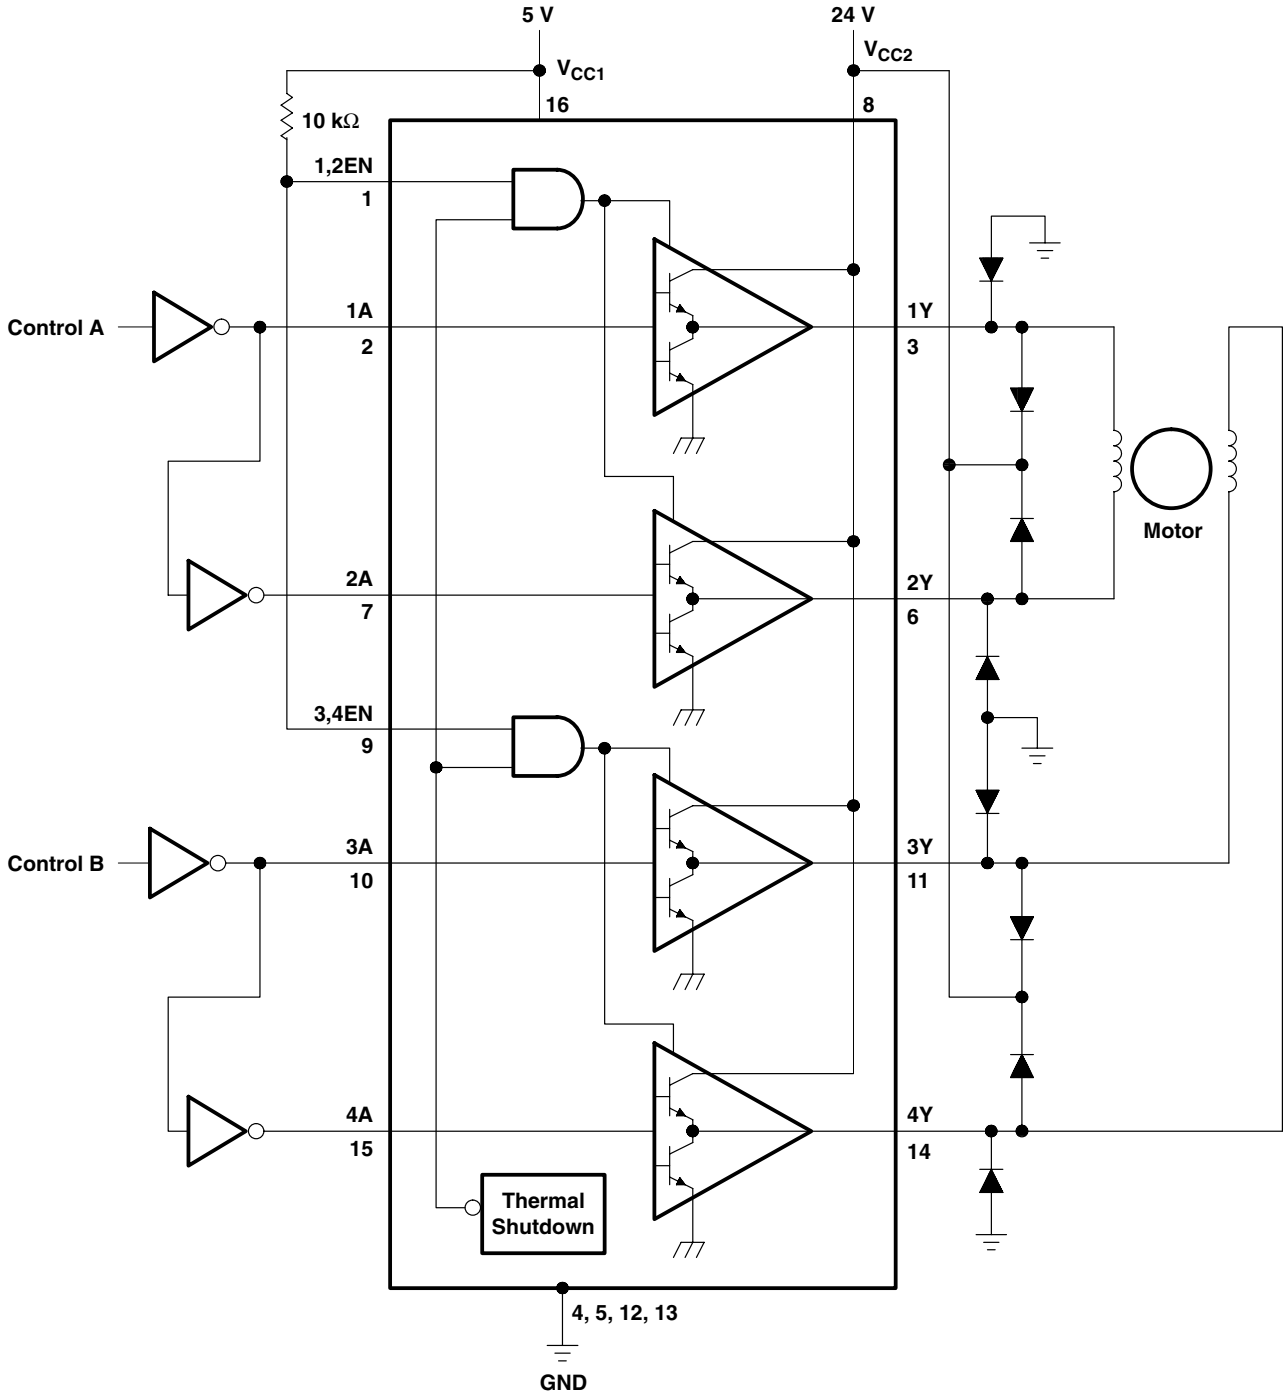 5 V
24 V
VCC1
VCC2
16
8
10 kΩ
1,2EN
1
Control A
1A
2
1Y
3
Motor
2A
7
2Y
6
3,4EN
9
Control B
3A
10
3Y
11
4A
15
4Y
14
Thermal
Shutdown
4, 5, 12, 13
GND